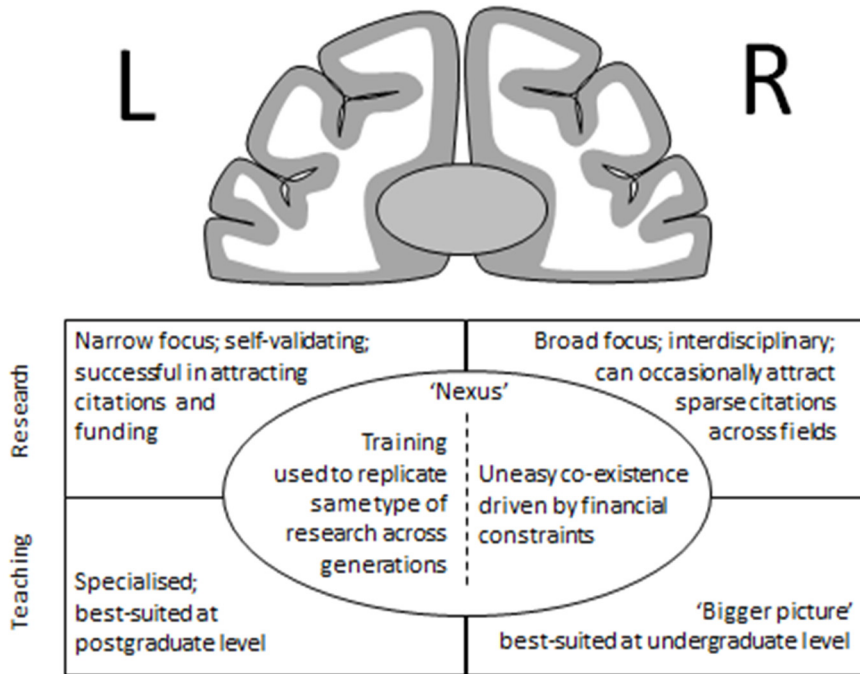 L
R
Research
Narrow focus; self-validating;
successful in attracting
citations and
funding
Broad focus; interdisciplinary;
can occasionally attract
sparse citations
across fields
'Nexus'
Training
used to replicate
same type of
research across
generations
Uneasy co-existence
driven by financial
constraints
Teaching
Specialised;
best-suited at
postgraduate level
'Bigger picture'
best-suited at undergraduate level